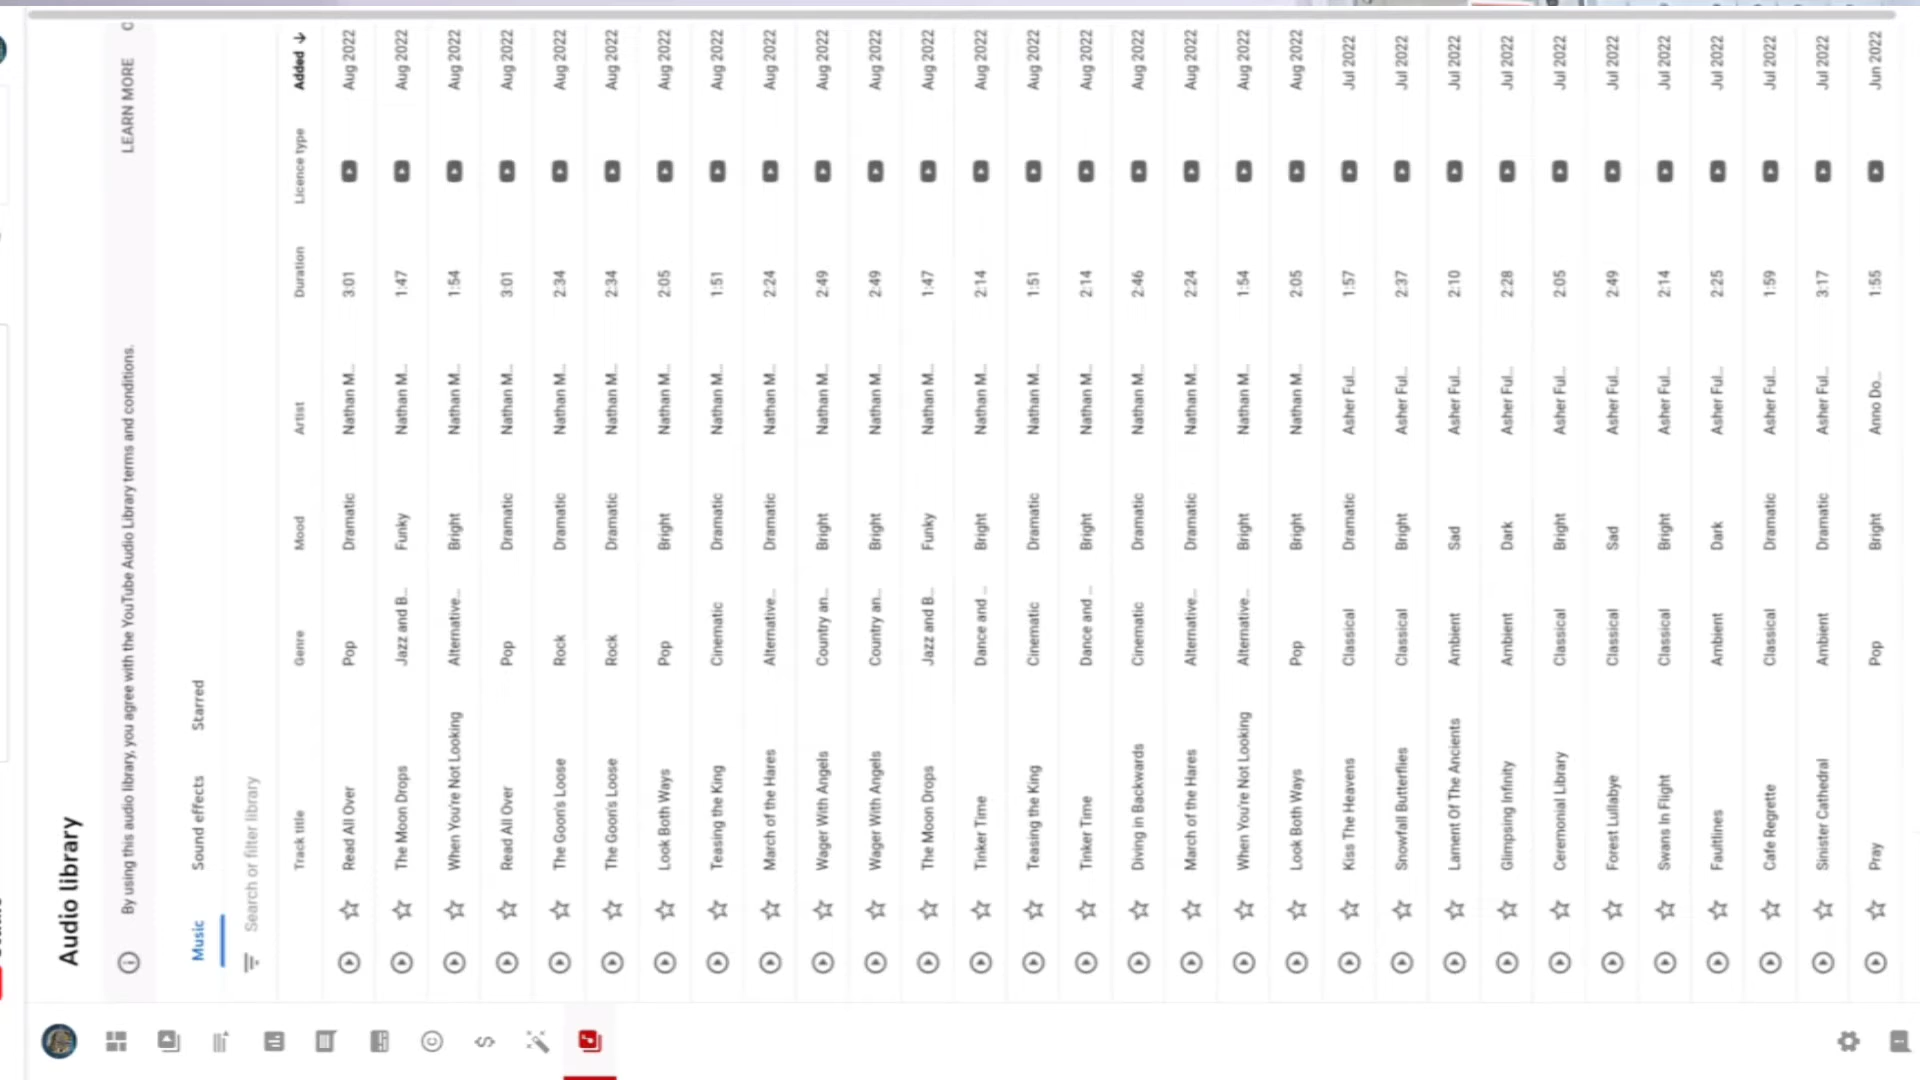 Audio library
By using this audio library, you agree with the YouTube Audio Library terms and conditions. LEARN MORE
Music Sound effects Starred
Search or filter library
Track title Genre Mood Artist Duration Licence type Added ↓
Read All Over Pop Dramatic Nathan M... 3:01 Aug 2022
The Moon Drops Jazz and B... Funky Nathan M... 1:47 Aug 2022
When You're Not Looking Alternative... Bright Nathan M... 1:54 Aug 2022
Read All Over Pop Dramatic Nathan M... 3:01 Aug 2022
The Goon's Loose Rock Dramatic Nathan M... 2:34 Aug 2022
The Goon's Loose Rock Dramatic Nathan M... 2:34 Aug 2022
Look Both Ways Pop Bright Nathan M... 2:05 Aug 2022
Teasing the King Cinematic Dramatic Nathan M... 1:51 Aug 2022
March of the Hares Alternative... Dramatic Nathan M... 2:24 Aug 2022
Wager With Angels Country an... Bright Nathan M... 2:49 Aug 2022
Wager With Angels Country an... Bright Nathan M... 2:49 Aug 2022
The Moon Drops Jazz and B... Funky Nathan M... 1:47 Aug 2022
Tinker Time Dance and ... Bright Nathan M... 2:14 Aug 2022
Teasing the King Cinematic Dramatic Nathan M... 1:51 Aug 2022
Tinker Time Dance and ... Bright Nathan M... 2:14 Aug 2022
Diving in Backwards Cinematic Dramatic Nathan M... 2:46 Aug 2022
March of the Hares Alternative... Dramatic Nathan M... 2:24 Aug 2022
When You're Not Looking Alternative... Bright Nathan M... 1:54 Aug 2022
Look Both Ways Pop Bright Nathan M... 2:05 Aug 2022
Kiss The Heavens Classical Dramatic Asher Ful... 1:57 Jul 2022
Snowfall Butterflies Classical Bright Asher Ful... 2:37 Jul 2022
Lament Of The Ancients Ambient Sad Asher Ful... 2:10 Jul 2022
Glimpsing Infinity Ambient Dark Asher Ful... 2:28 Jul 2022
Ceremonial Library Classical Bright Asher Ful... 2:05 Jul 2022
Forest Lullabye Classical Sad Asher Ful... 2:49 Jul 2022
Swans In Flight Classical Bright Asher Ful... 2:14 Jul 2022
Faultlines Ambient Dark Asher Ful... 2:25 Jul 2022
Cafe Regrette Classical Dramatic Asher Ful... 1:59 Jul 2022
Sinister Cathedral Ambient Dramatic Asher Ful... 3:17 Jul 2022
Pray Pop Bright Anno Do... 1:55 Jun 2022